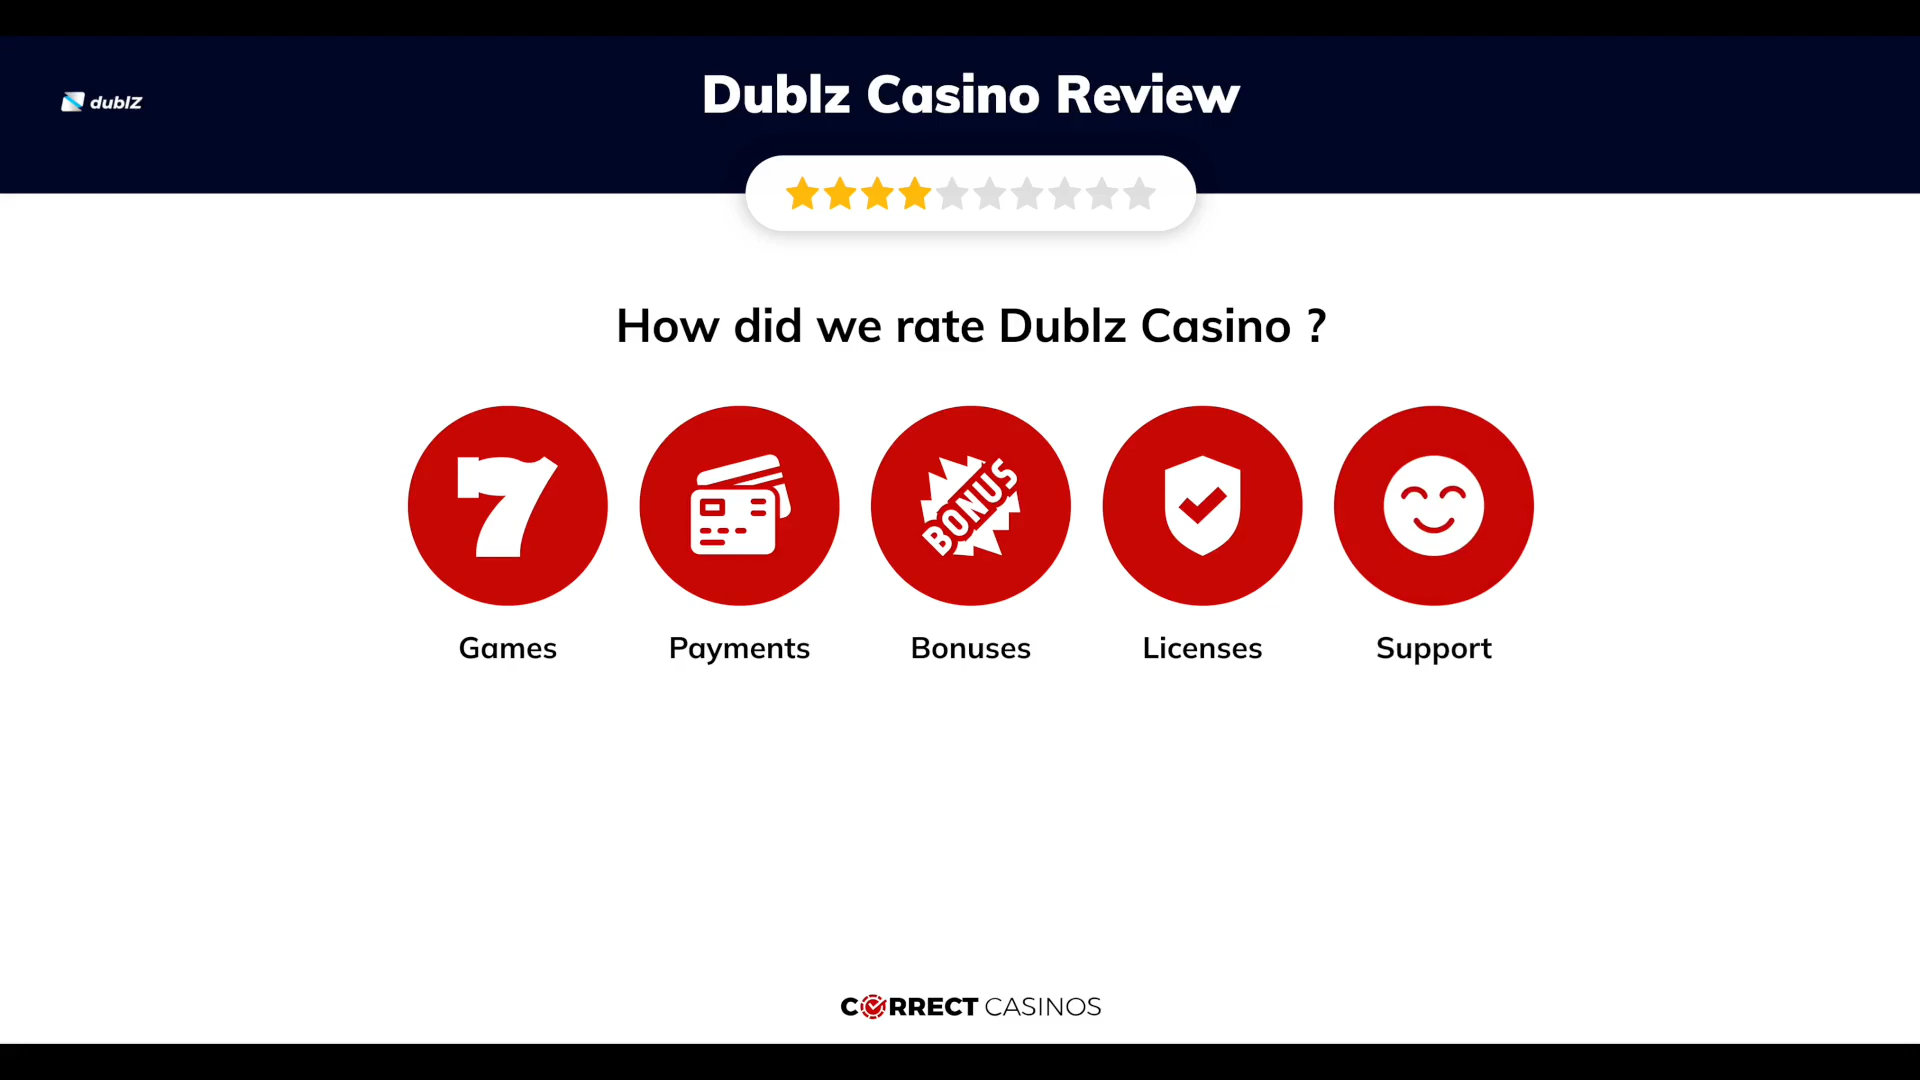 dublZ
Dublz Casino Review
How did we rate Dublz Casino ?
BONUS
Games
Payments
Bonuses
Licenses
Support
CORRECT CASINOS